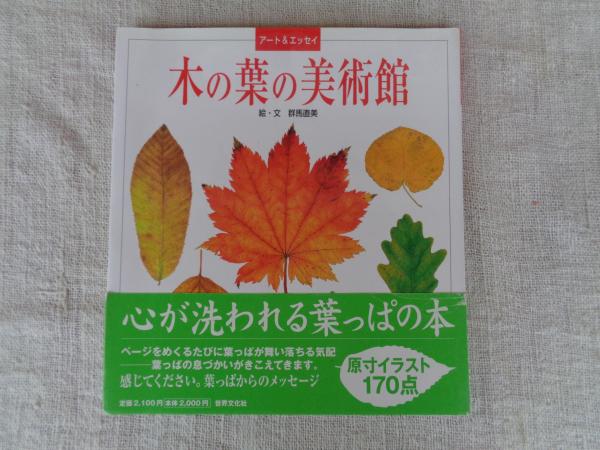 アート&エッセイ
木の葉の美術館
絵・文 群馬直美
心が洗われる葉っぱの本
ページをめくるたびに葉っぱが舞い落ちる気配
――葉っぱの息づかいがきこえてきます。
感じてください。葉っぱからのメッセージ
原寸イラスト
170点
定価2,100円 本体2,000円 世界文化社